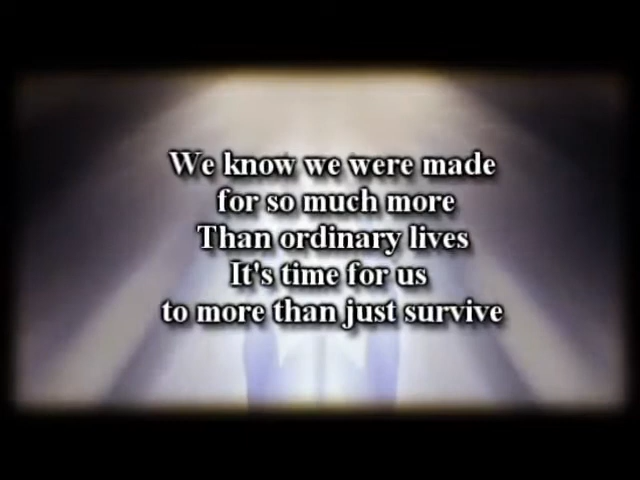 We know we were made
for so much more
Than ordinary lives
It's time for us
to more than just survive